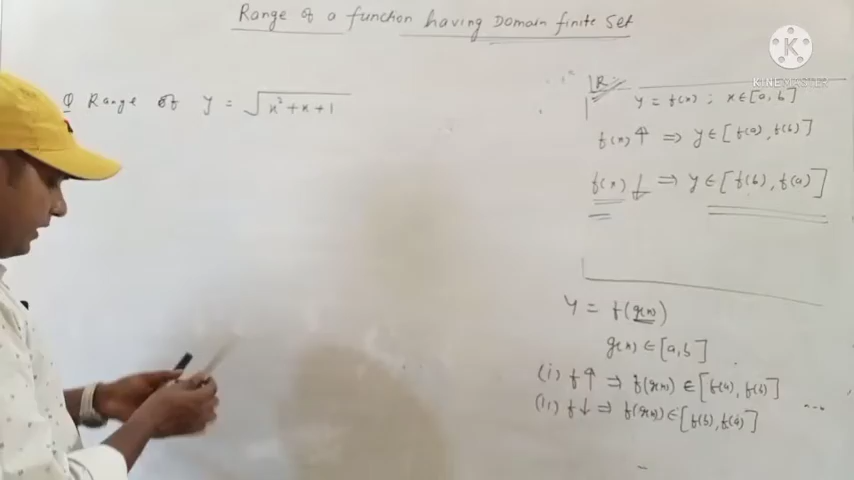 Range of a function having Domain finite Set
KINEMASTER
Q Range of y = √x²+x+1
R
y = f(x) ; x∈[a,b]
f(x)↑ ⇒ y∈[f(a), f(b)]
f(x)↓ ⇒ y∈[f(b), f(a)]
y = f(g(x))
g(x)∈[a,b]
(i) f↑ ⇒ f(g(x)) ∈ [f(a), f(b)]
(ii) f↓ ⇒ f(g(x))∈[f(b), f(a)]